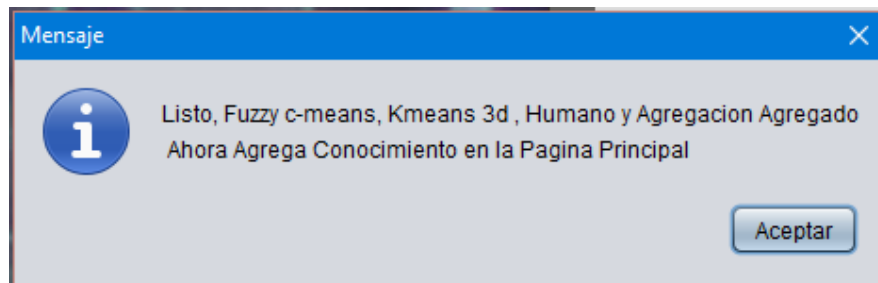 Mensaje
Listo, Fuzzy c-means, Kmeans 3d , Humano y Agregacion Agregado
Ahora Agrega Conocimiento en la Pagina Principal
Aceptar